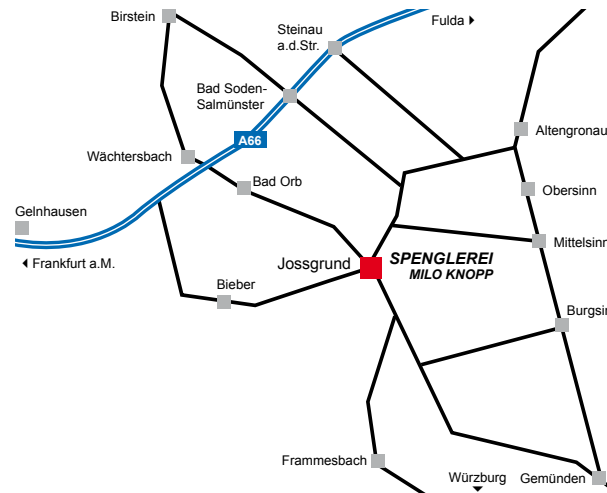 Birstein
Steinau
a.d.Str.
Fulda
Bad Soden-
Salmünster
A66
Altengronau
Wächtersbach
Bad Orb
Obersinn
Gelnhausen
Mittelsinn
Frankfurt a.M.
Jossgrund
SPENGLEREI
MILO KNOPP
Bieber
Burgsin
Frammesbach
Würzburg
Gemünden